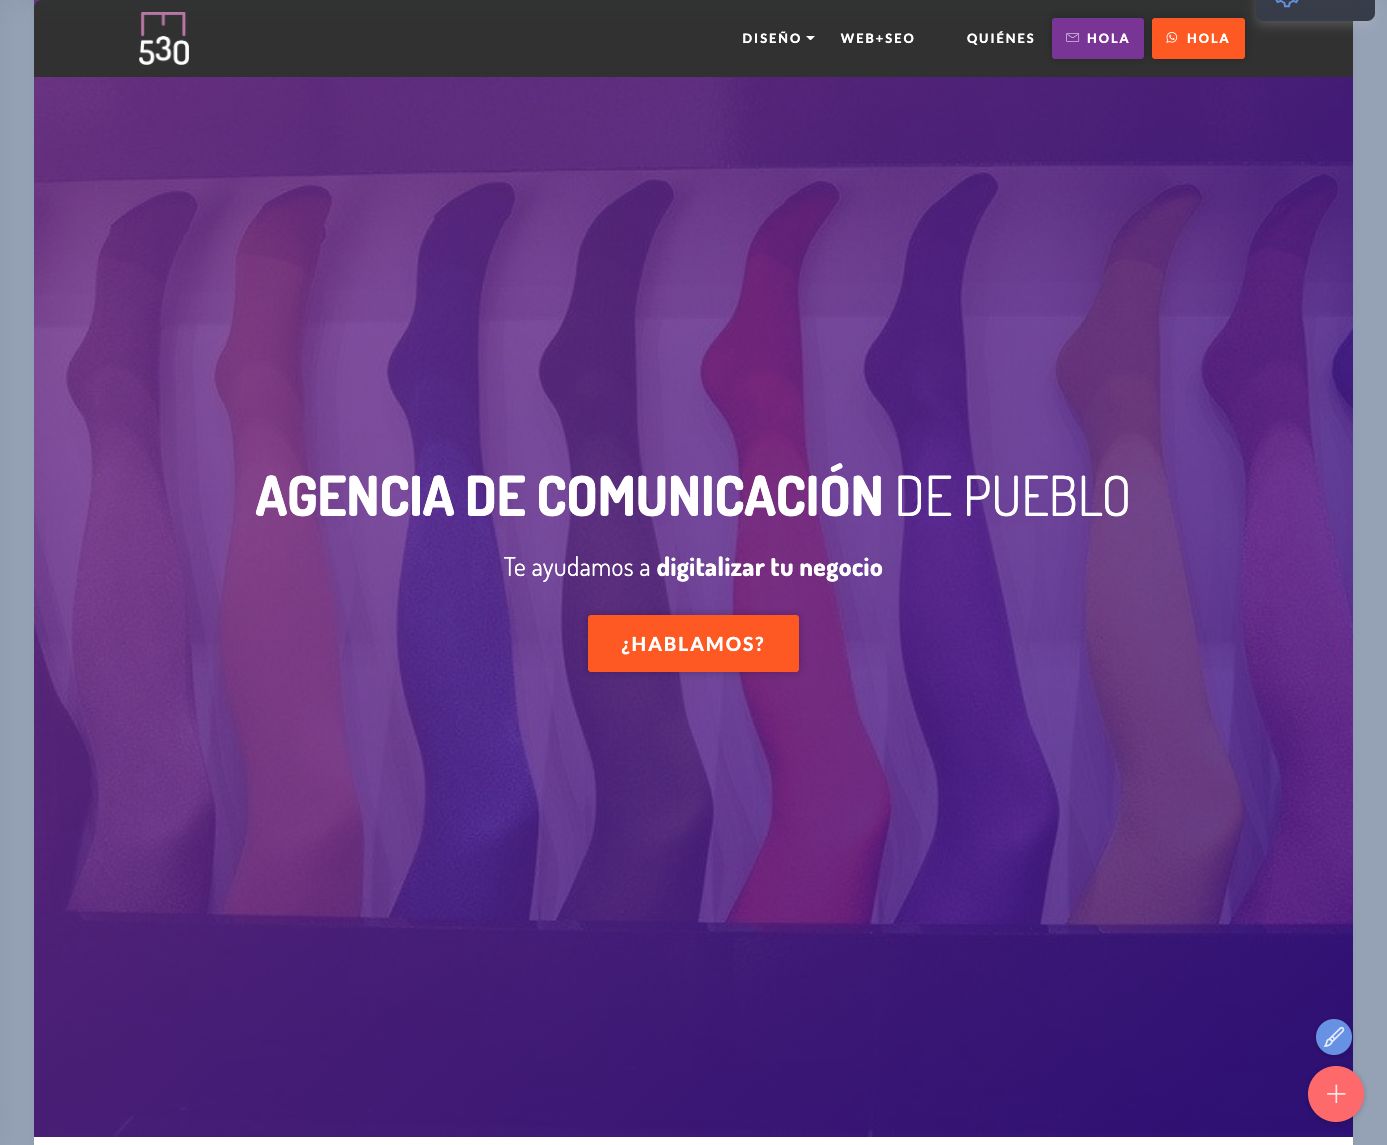 530
DISEÑO
WEB+SEO
QUIÉNES
HOLA
HOLA
AGENCIA DE COMUNICACIÓN DE PUEBLO
Te ayudamos a digitalizar tu negocio
¿HABLAMOS?